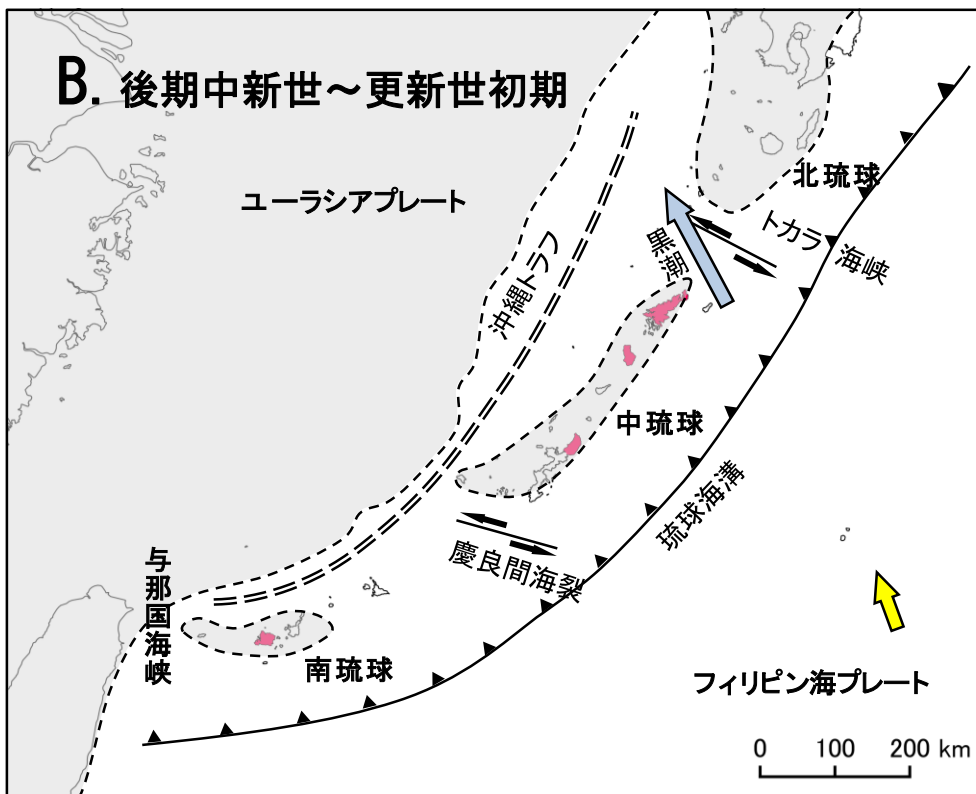 B. 後期中新世～更新世初期
ユーラシアプレート
北琉球
トカラ海峡
黒潮
沖縄トラフ
中琉球
琉球海溝
慶良間海裂
与那国海峡
南琉球
フィリピン海プレート
0 100 200 km